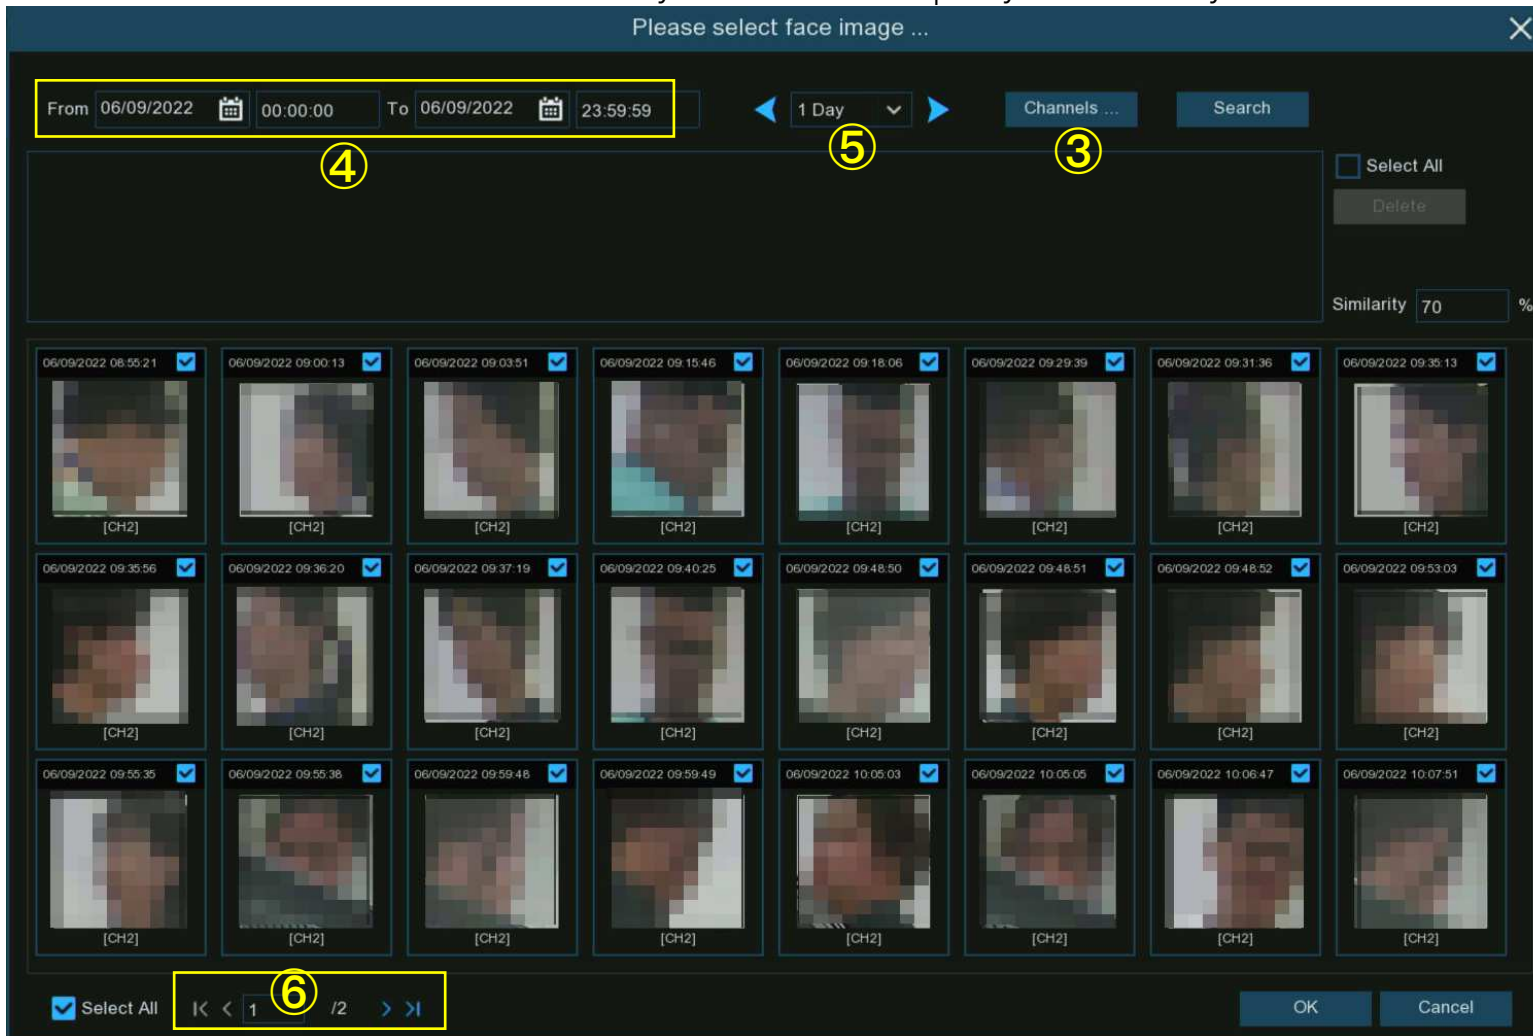 Please select face image ...
From 06/09/2022 00:00:00 To 06/09/2022 23:59:59 1 Day Channels ... Search
④ ⑤ ③
Select All
Delete
Similarity 70 %
06/09/2022 08:55:21 06/09/2022 09:00:13 06/09/2022 09:03:51 06/09/2022 09:15:46 06/09/2022 09:18:06 06/09/2022 09:29:39 06/09/2022 09:31:36 06/09/2022 09:35:13
[CH2] [CH2] [CH2] [CH2] [CH2] [CH2] [CH2] [CH2]
06/09/2022 09:35:56 06/09/2022 09:36:20 06/09/2022 09:37:19 06/09/2022 09:40:25 06/09/2022 09:48:50 06/09/2022 09:48:51 06/09/2022 09:48:52 06/09/2022 09:53:03
[CH2] [CH2] [CH2] [CH2] [CH2] [CH2] [CH2] [CH2]
06/09/2022 09:55:35 06/09/2022 09:55:38 06/09/2022 09:59:48 06/09/2022 09:59:49 06/09/2022 10:05:03 06/09/2022 10:05:05 06/09/2022 10:06:47 06/09/2022 10:07:51
[CH2] [CH2] [CH2] [CH2] [CH2] [CH2] [CH2] [CH2]
Select All 1 ⑥ /2 OK Cancel